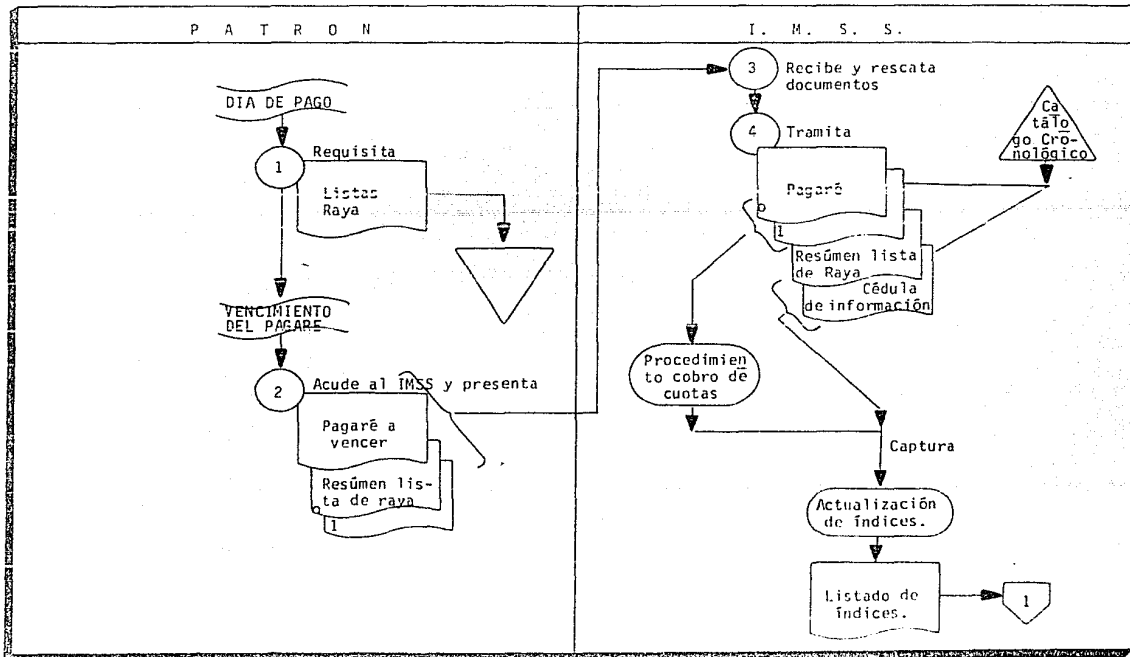 P A T R O N
I. M. S. S.
DIA DE PAGO
1
Requisita
Listas
Raya
VENCIMIENTO
DEL PAGARE
2
Acude al IMSS y presenta
Pagaré a
vencer
Resúmen lis-
ta de raya
o
1
3
Recibe y rescata
documentos
4
Tramita
Ca
tálo
go Cro-
nológico
Pagaré
o
1
Resúmen lista
de Raya
Cédula
de información
Procedimien
to cobro de
cuotas
Captura
Actualización
de índices.
Listado de
índices.
1